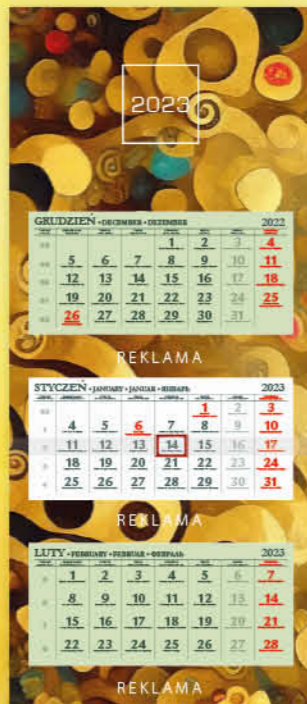 2023
GRUDZIEŃ • DECEMBER • DEZEMBER 2022
1 2 3 4
5 6 7 8 9 10 11
12 13 14 15 16 17 18
19 20 21 22 23 24 25
26 27 28 29 30 31
REKLAMA
STYCZEŃ • JANUARY • JANUAR • ЯНВАРЬ 2023
1 2 3
4 5 6 7 8 9 10
11 12 13 14 15 16 17
18 19 20 21 22 23 24
25 26 27 28 29 30 31
REKLAMA
LUTY • FEBRUARY • FEBRUAR • ФЕВРАЛЬ 2023
1 2 3 4 5 6 7
8 9 10 11 12 13 14
15 16 17 18 19 20 21
22 23 24 25 26 27 28
REKLAMA